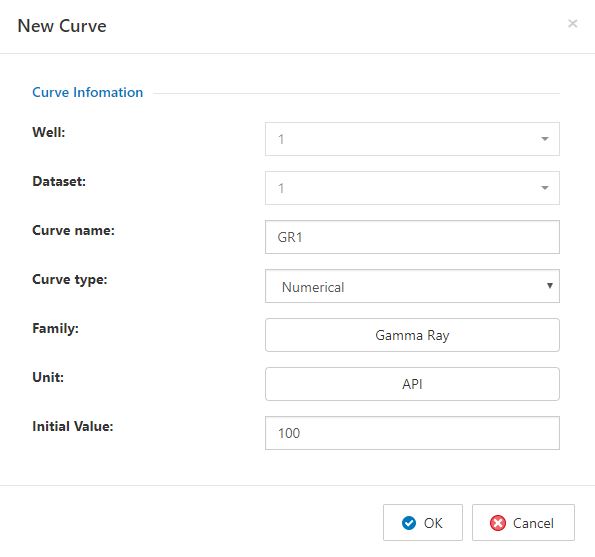 New Curve
×
Curve Infomation
Well: 1
Dataset: 1
Curve name: GR1
Curve type: Numerical
Family: Gamma Ray
Unit: API
Initial Value: 100
OK Cancel